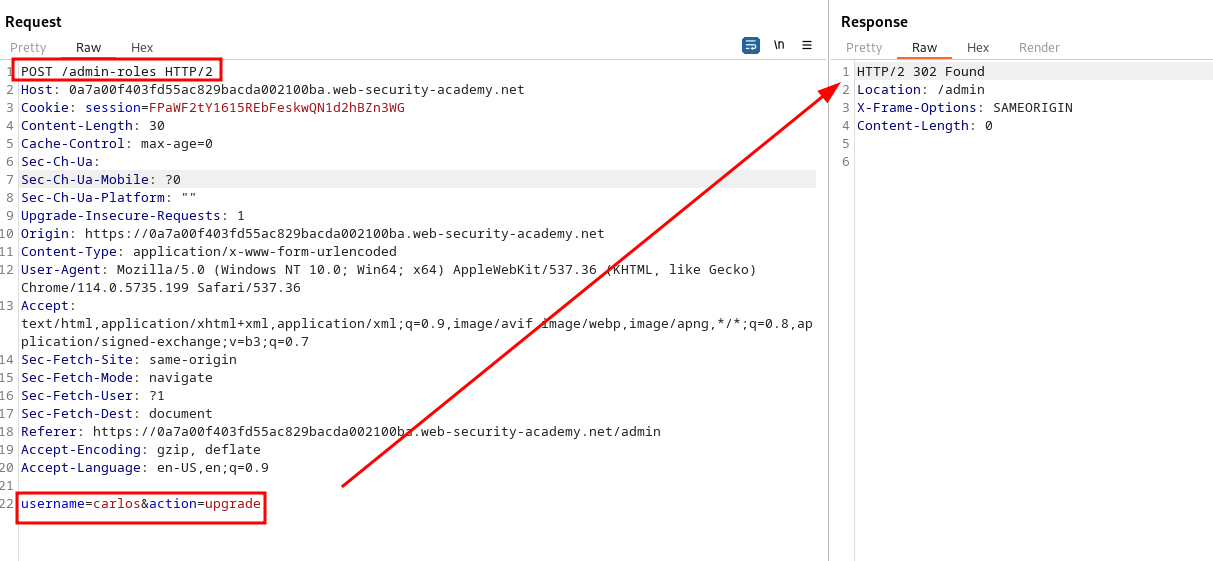 Request
Pretty Raw Hex \n
1 POST /admin-roles HTTP/2
2 Host: 0a7a00f403fd55ac829bacda002100ba.web-security-academy.net
3 Cookie: session=FPaWF2tY1615REbFeskwQN1d2hBZn3WG
4 Content-Length: 30
5 Cache-Control: max-age=0
6 Sec-Ch-Ua:
7 Sec-Ch-Ua-Mobile: ?0
8 Sec-Ch-Ua-Platform: ""
9 Upgrade-Insecure-Requests: 1
10 Origin: https://0a7a00f403fd55ac829bacda002100ba.web-security-academy.net
11 Content-Type: application/x-www-form-urlencoded
12 User-Agent: Mozilla/5.0 (Windows NT 10.0; Win64; x64) AppleWebKit/537.36 (KHTML, like Gecko)
Chrome/114.0.5735.199 Safari/537.36
13 Accept:
text/html,application/xhtml+xml,application/xml;q=0.9,image/avif,image/webp,image/apng,*/*;q=0.8,ap
plication/signed-exchange;v=b3;q=0.7
14 Sec-Fetch-Site: same-origin
15 Sec-Fetch-Mode: navigate
16 Sec-Fetch-User: ?1
17 Sec-Fetch-Dest: document
18 Referer: https://0a7a00f403fd55ac829bacda002100ba.web-security-academy.net/admin
19 Accept-Encoding: gzip, deflate
20 Accept-Language: en-US,en;q=0.9
21
22 username=carlos&action=upgrade
Response
Pretty Raw Hex Render
1 HTTP/2 302 Found
2 Location: /admin
3 X-Frame-Options: SAMEORIGIN
4 Content-Length: 0
5
6